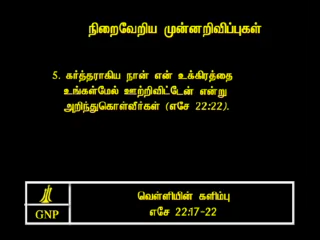 நிறைவேறிய முன்னறிவிப்புகள்
5. கர்த்தராகிய நான் என் உக்கிரத்தை
உங்கள்மேல் ஊற்றிவிட்டேன் என்று
அறிந்துகொள்வீர்கள் (எசே 22:22).
வெள்ளியின் களிம்பு
GNP
எசே 22:17-22